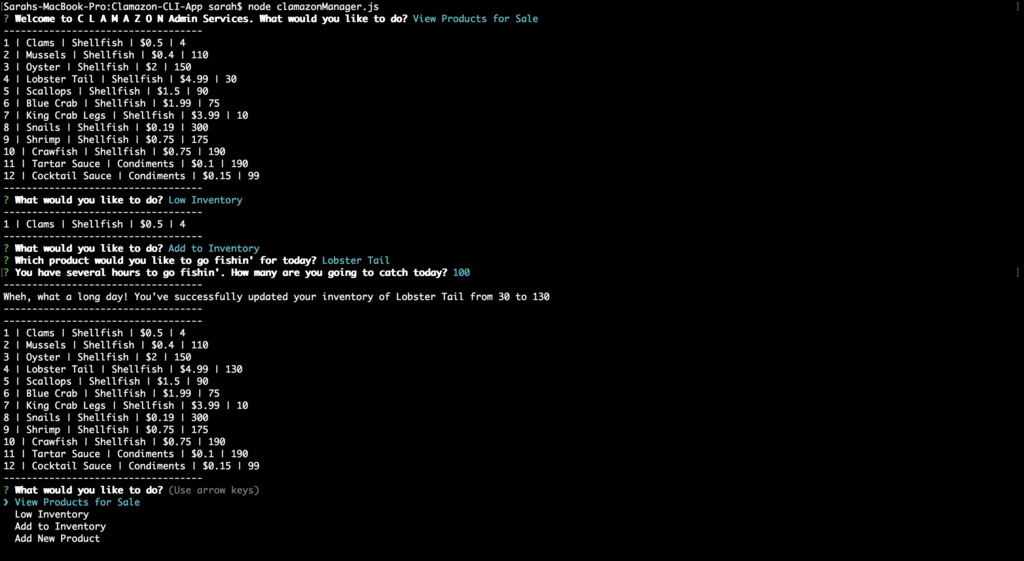 [Sarahs-MacBook-Pro:Clamazon-CLI-App sarah$ node clamazonManager.js ]
? Welcome to C L A M A Z O N Admin Services. What would you like to do? View Products for Sale
----------------------------------
1 | Clams | Shellfish | $0.5 | 4
2 | Mussels | Shellfish | $0.4 | 110
3 | Oyster | Shellfish | $2 | 150
4 | Lobster Tail | Shellfish | $4.99 | 30
5 | Scallops | Shellfish | $1.5 | 90
6 | Blue Crab | Shellfish | $1.99 | 75
7 | King Crab Legs | Shellfish | $3.99 | 10
8 | Snails | Shellfish | $0.19 | 300
9 | Shrimp | Shellfish | $0.75 | 175
10 | Crawfish | Shellfish | $0.75 | 190
11 | Tartar Sauce | Condiments | $0.1 | 190
12 | Cocktail Sauce | Condiments | $0.15 | 99
----------------------------------
? What would you like to do? Low Inventory
----------------------------------
1 | Clams | Shellfish | $0.5 | 4
----------------------------------
? What would you like to do? Add to Inventory
? Which product would you like to go fishin' for today? Lobster Tail
[? You have several hours to go fishin'. How many are you going to catch today? 100 ]
----------------------------------
Wheh, what a long day! You've successfully updated your inventory of Lobster Tail from 30 to 130
----------------------------------
----------------------------------
1 | Clams | Shellfish | $0.5 | 4
2 | Mussels | Shellfish | $0.4 | 110
3 | Oyster | Shellfish | $2 | 150
4 | Lobster Tail | Shellfish | $4.99 | 130
5 | Scallops | Shellfish | $1.5 | 90
6 | Blue Crab | Shellfish | $1.99 | 75
7 | King Crab Legs | Shellfish | $3.99 | 10
8 | Snails | Shellfish | $0.19 | 300
9 | Shrimp | Shellfish | $0.75 | 175
10 | Crawfish | Shellfish | $0.75 | 190
11 | Tartar Sauce | Condiments | $0.1 | 190
12 | Cocktail Sauce | Condiments | $0.15 | 99
----------------------------------
? What would you like to do? (Use arrow keys)
❯ View Products for Sale
Low Inventory
Add to Inventory
Add New Product